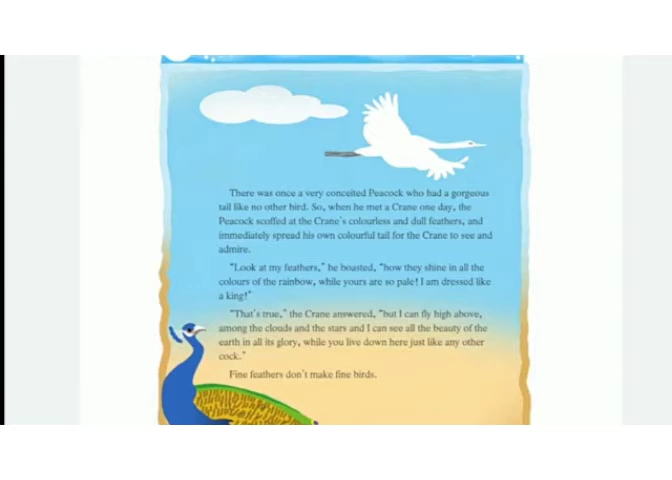 There was once a very conceited Peacock who had a gorgeous
tail like no other bird. So, when he met a Crane one day, the
Peacock scoffed at the Crane's colourless and dull feathers, and
immediately spread his own colourful tail for the Crane to see and
admire.
"Look at my feathers," he boasted, "how they shine in all the
colours of the rainbow, while yours are so pale! I am dressed like
a king!"
"That's true," the Crane answered, "but I can fly high above,
among the clouds and the stars and I can see all the beauty of the
earth in all its glory, while you live down here just like any other
cock."
Fine feathers don't make fine birds.